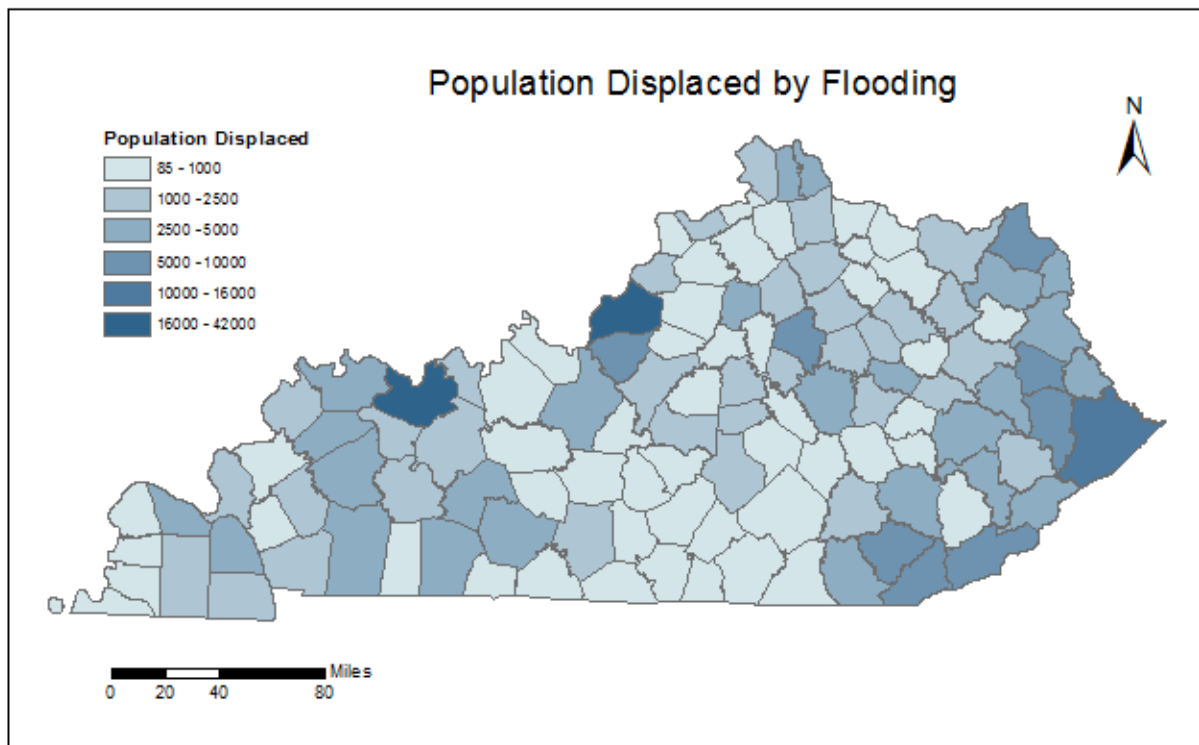 Population Displaced by Flooding
N
Population Displaced
85 - 1000
1000 - 2500
2500 - 5000
5000 - 10000
10000 - 16000
16000 - 42000
Miles
0 20 40 80